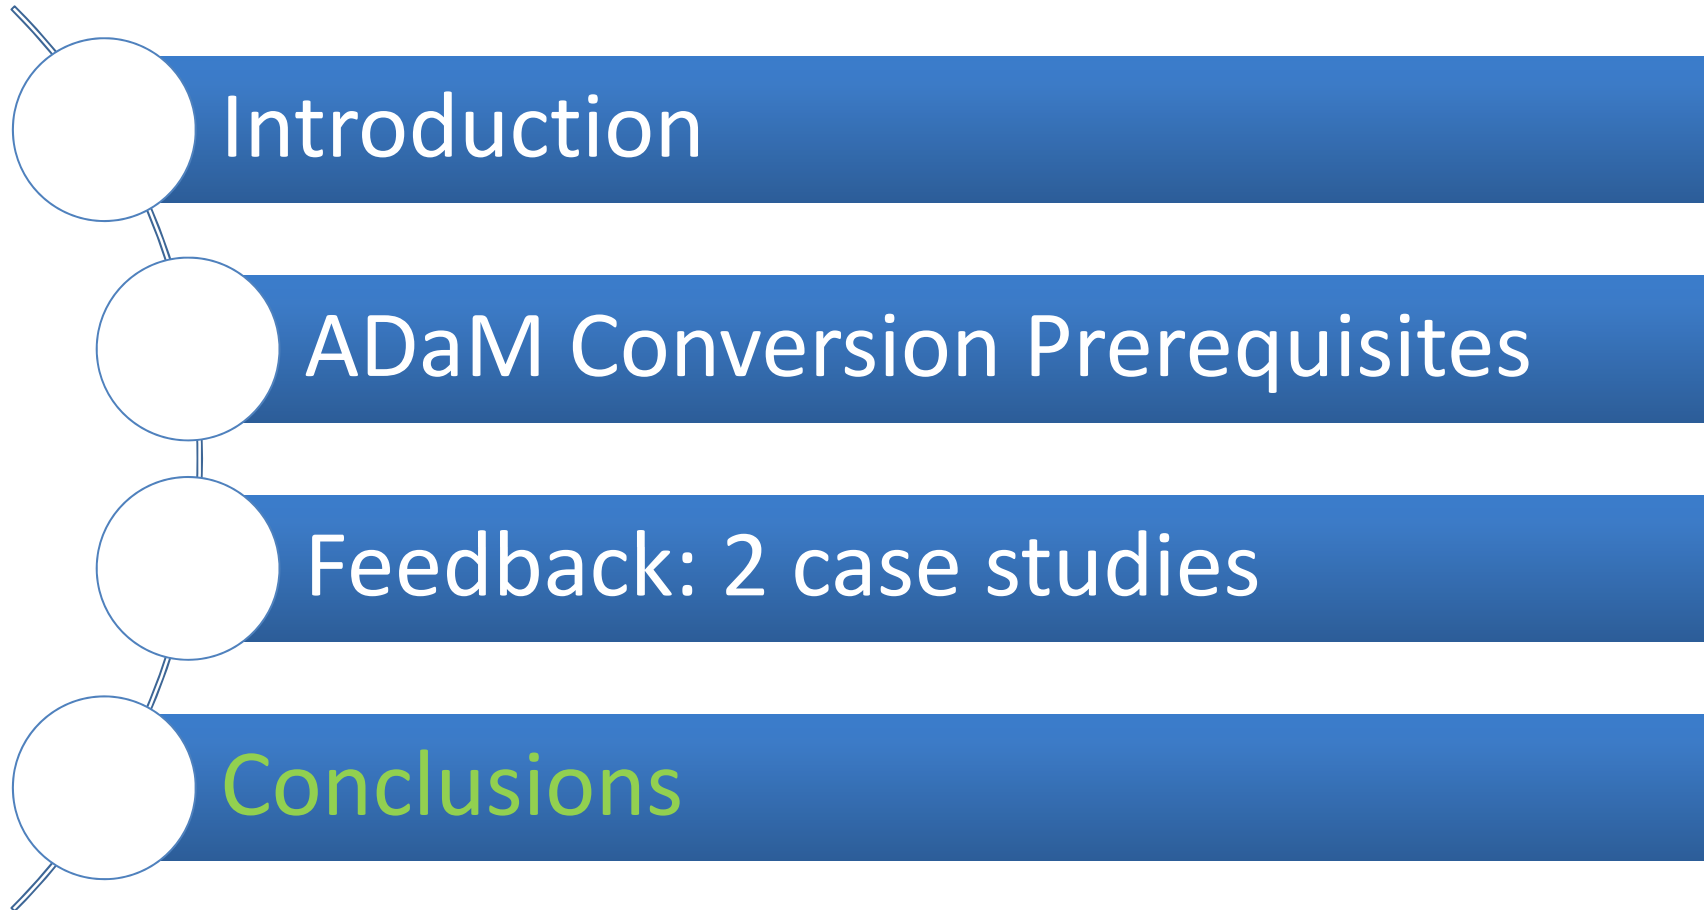 Introduction
ADaM Conversion Prerequisites
Feedback: 2 case studies
Conclusions